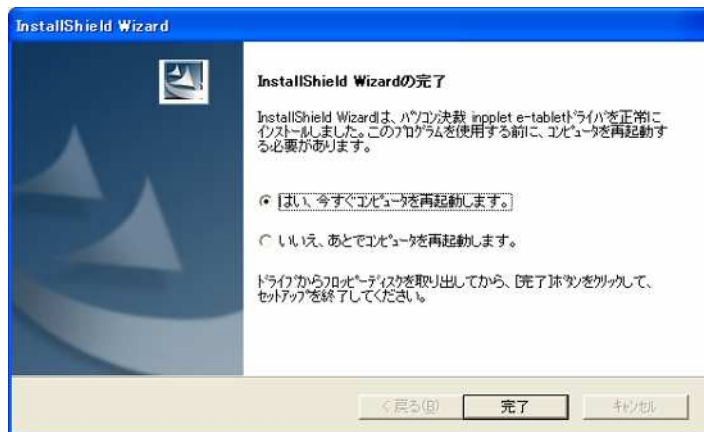 InstallShield Wizard
InstallShield Wizardの完了
InstallShield Wizardは、パソコン決裁 inpplet e-tabletドライバを正常に
インストールしました。このプログラムを使用する前に、コンピュータを再起動す
る必要があります。
はい、今すぐコンピュータを再起動します。
いいえ、あとでコンピュータを再起動します。
ドライブからフロッピーディスクを取り出してから、[完了]ボタンをクリックして、
セットアップを終了してください。
< 戻る(B)
完了
キャンセル